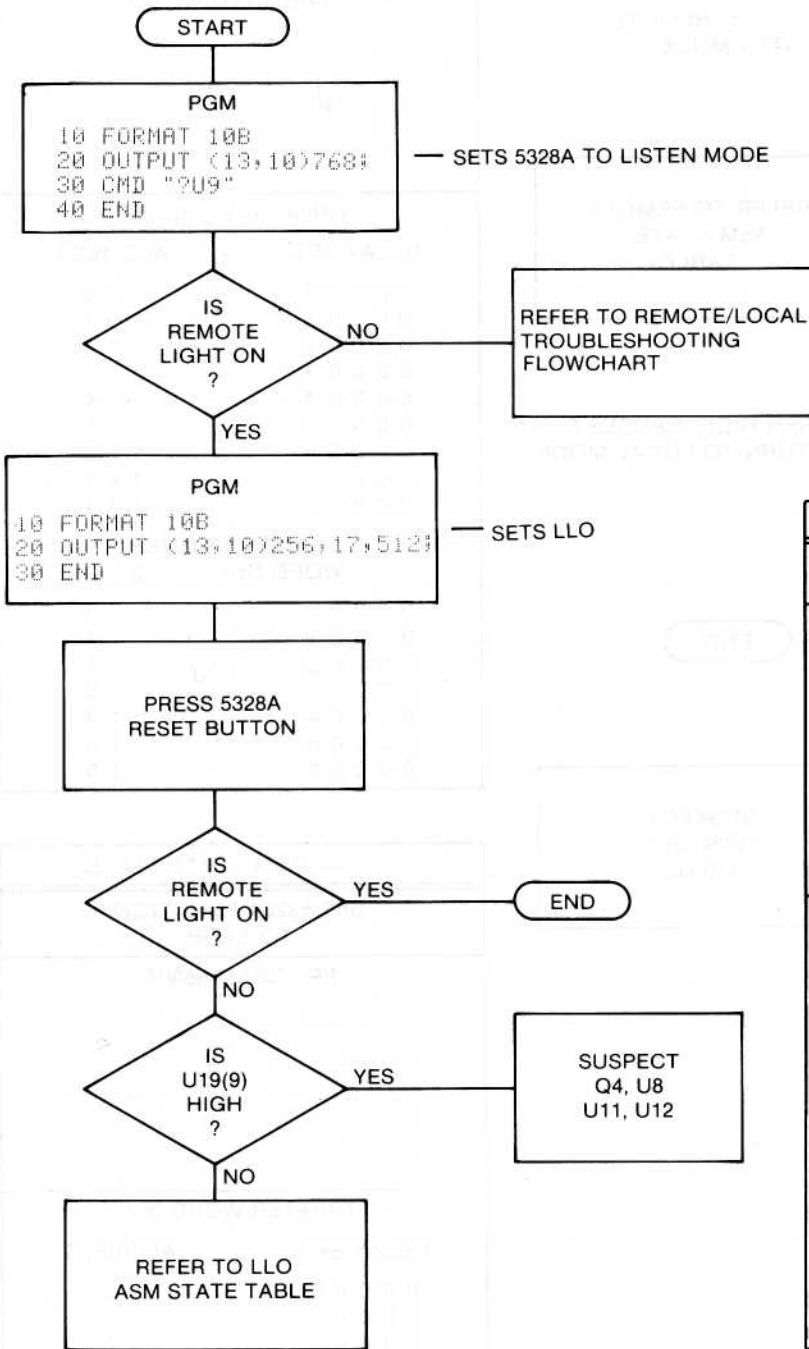 START
PGM
10 FORMAT 10B
20 OUTPUT (13,10)768;
30 CMD "?U9"
40 END
— SETS 5328A TO LISTEN MODE
IS
REMOTE
LIGHT ON
?
NO
REFER TO REMOTE/LOCAL
TROUBLESHOOTING
FLOWCHART
YES
PGM
10 FORMAT 10B
20 OUTPUT (13,10)256,17,512;
30 END
— SETS LLO
PRESS 5328A
RESET BUTTON
IS
REMOTE
LIGHT ON
?
YES
END
NO
IS
U19(9)
HIGH
?
YES
SUSPECT
Q4, U8
U11, U12
NO
REFER TO LLO
ASM STATE TABLE